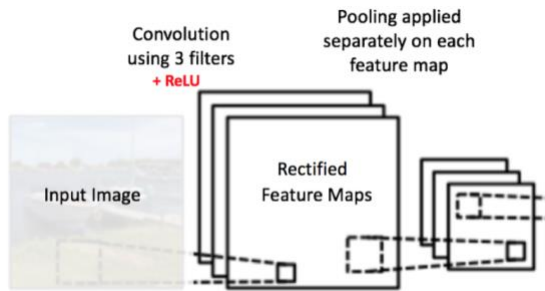 Convolution
using 3 filters
+ ReLU
Pooling applied
separately on each
feature map
Input Image
Rectified
Feature Maps